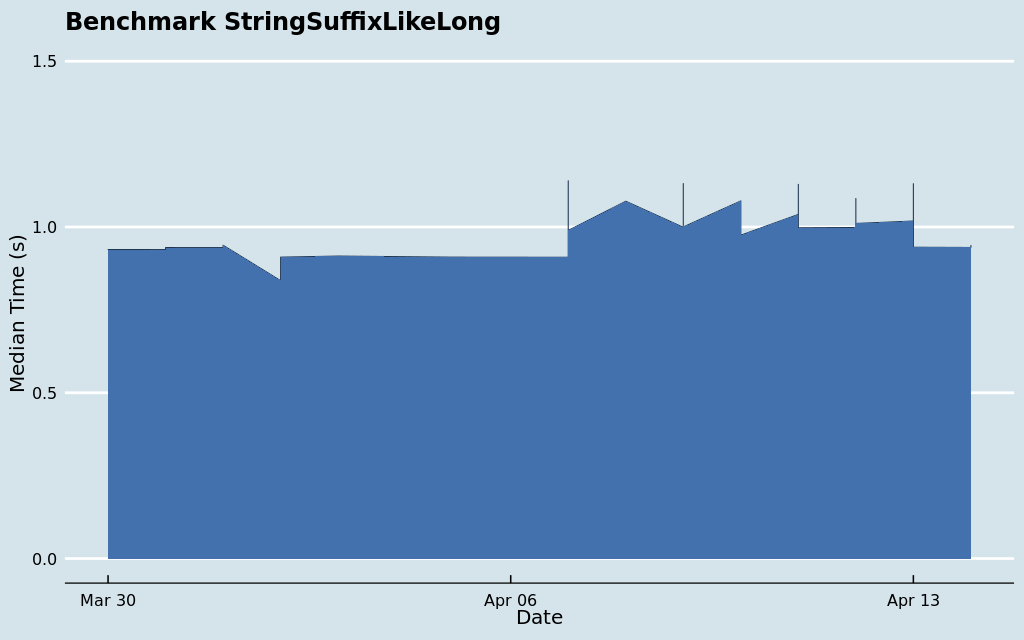 Benchmark StringSuffixLikeLong
1.5
1.0
0.5
0.0
Median Time (s)
Mar 30
Apr 06
Apr 13
Date